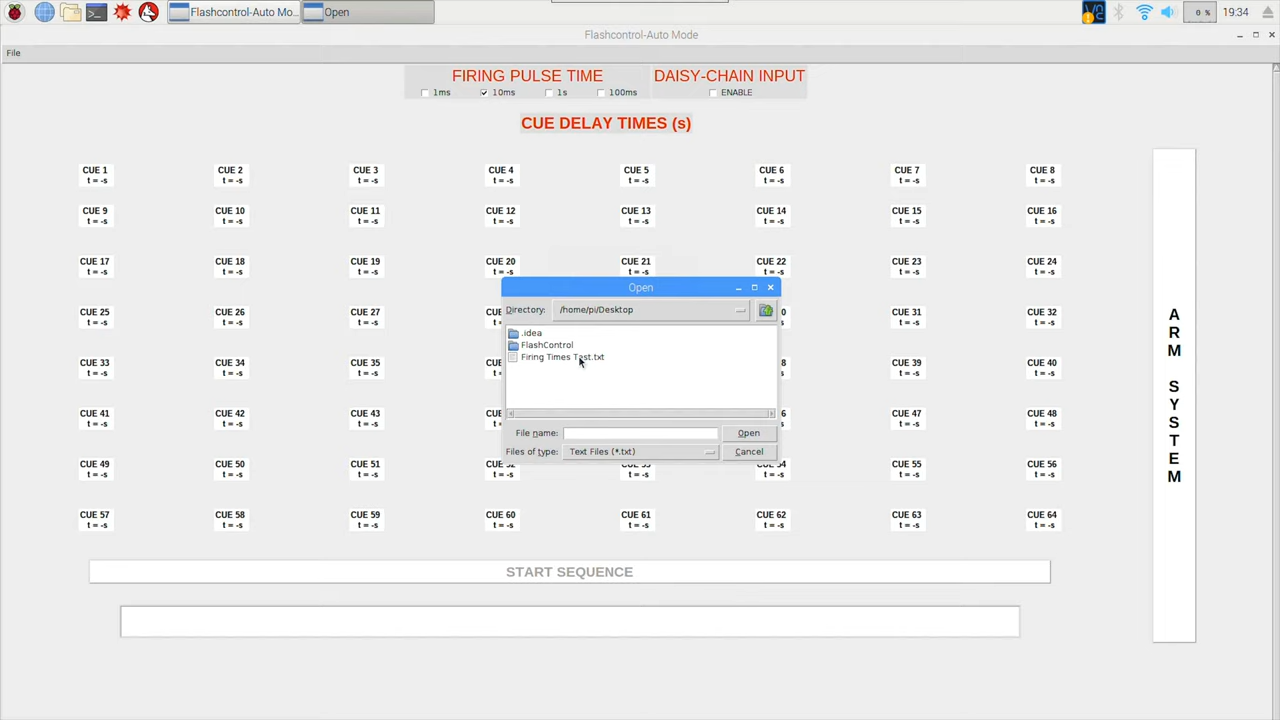 Flashcontrol-Auto Mo... Open 0 % 19:34
Flashcontrol-Auto Mode
File
FIRING PULSE TIME DAISY-CHAIN INPUT
1ms 10ms 1s 100ms ENABLE
CUE DELAY TIMES (s)
CUE 1 CUE 2 CUE 3 CUE 4 CUE 5 CUE 6 CUE 7 CUE 8
t = -s t = -s t = -s t = -s t = -s t = -s t = -s t = -s
CUE 9 CUE 10 CUE 11 CUE 12 CUE 13 CUE 14 CUE 15 CUE 16
t = -s t = -s t = -s t = -s t = -s t = -s t = -s t = -s
CUE 17 CUE 18 CUE 19 CUE 20 CUE 21 CUE 22 CUE 23 CUE 24
t = -s t = -s t = -s t = -s t = -s
Open
Directory: /home/pi/Desktop
.idea
FlashControl
Firing Times Test.txt
File name: Open
Files of type: Text Files (*.txt) Cancel
CUE 25 CUE 26 CUE 27 CUE 31 CUE 32
t = -s t = -s t = -s t = -s t = -s
CUE 33 CUE 34 CUE 35 CUE 39 CUE 40
t = -s t = -s t = -s t = -s t = -s
CUE 41 CUE 42 CUE 43 CUE 47 CUE 48
t = -s t = -s t = -s t = -s t = -s
CUE 49 CUE 50 CUE 51 CUE 55 CUE 56
t = -s t = -s t = -s t = -s t = -s t = -s t = -s t = -s
CUE 57 CUE 58 CUE 59 CUE 60 CUE 61 CUE 62 CUE 63 CUE 64
t = -s t = -s t = -s t = -s t = -s t = -s t = -s t = -s
ARM SYSTEM
START SEQUENCE